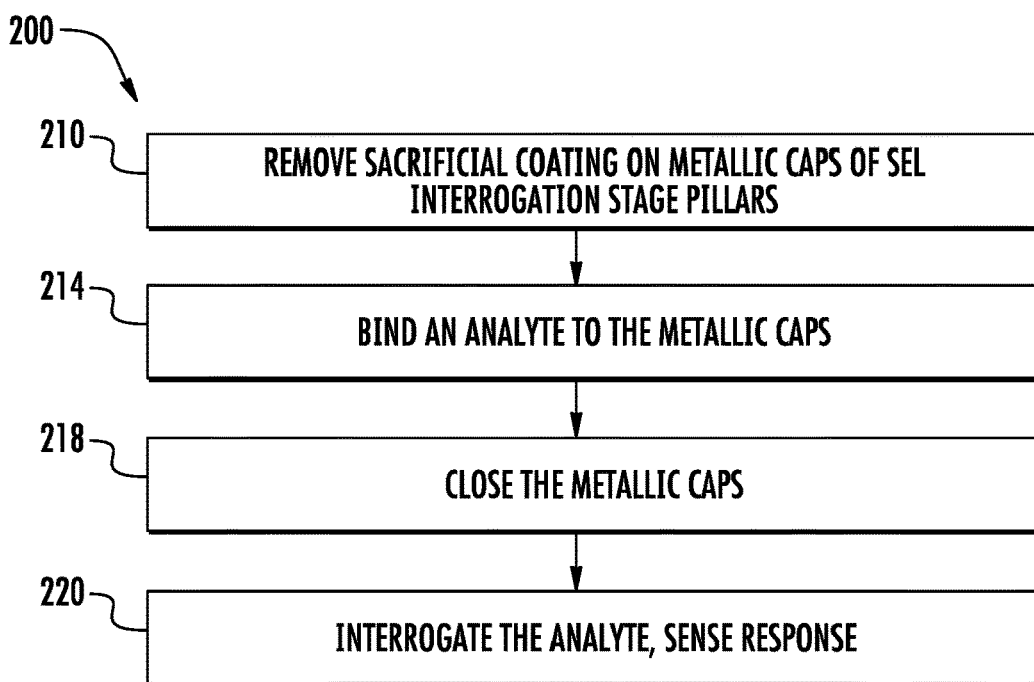 200
210
REMOVE SACRIFICIAL COATING ON METALLIC CAPS OF SEL
INTERROGATION STAGE PILLARS
214
BIND AN ANALYTE TO THE METALLIC CAPS
218
CLOSE THE METALLIC CAPS
220
INTERROGATE THE ANALYTE, SENSE RESPONSE